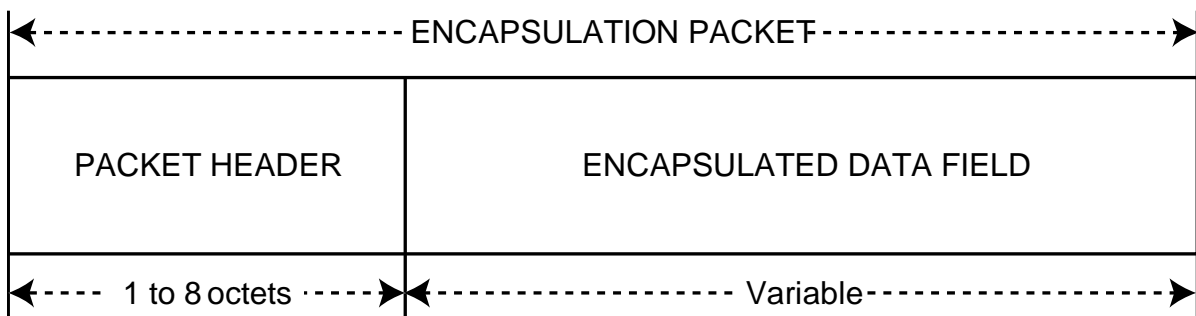 ENCAPSULATION PACKET
PACKET HEADER
ENCAPSULATED DATA FIELD
1 to 8 octets
Variable